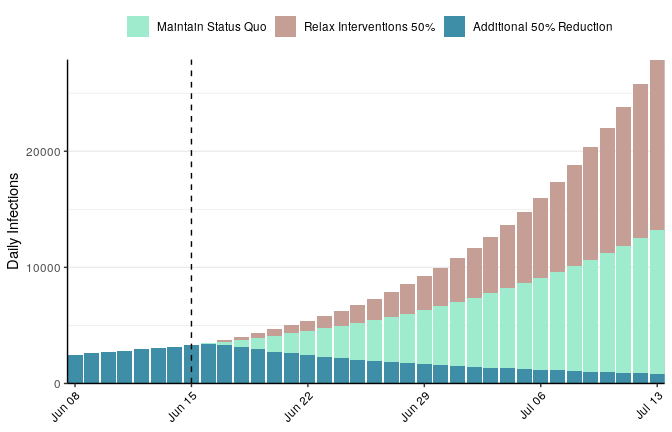 Maintain Status Quo Relax Interventions 50% Additional 50% Reduction
Daily Infections
20000
10000
0
Jun 08 Jun 15 Jun 22 Jun 29 Jul 06 Jul 13